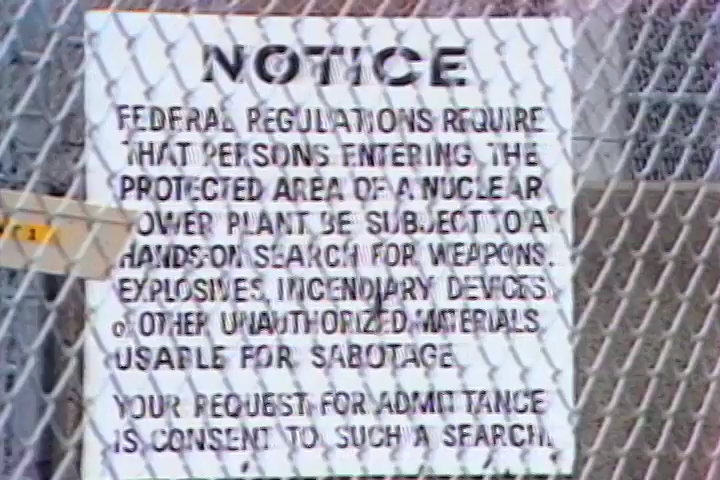 NOTICE
FEDERAL REGULATIONS REQUIRE
THAT PERSONS ENTERING THE
PROTECTED AREA OF A NUCLEAR
POWER PLANT BE SUBJECT TO A
HANDS-ON SEARCH FOR WEAPONS,
EXPLOSIVES, INCENDIARY DEVICES
or OTHER UNAUTHORIZED MATERIALS
USABLE FOR SABOTAGE
YOUR REQUEST FOR ADMITTANCE
IS CONSENT TO SUCH A SEARCH.